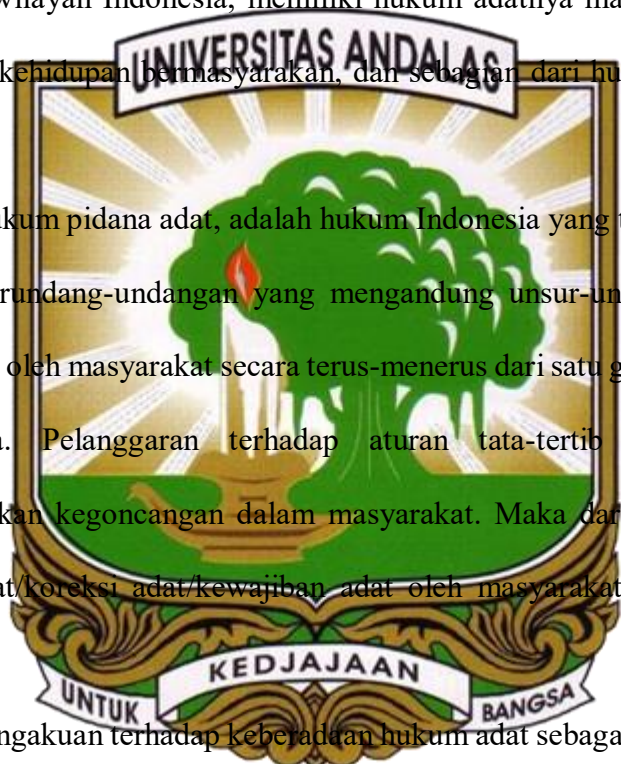 wilayah Indonesia, memiliki hukum adatnya ma
UNIVERSITAS ANDALAS
kehidupan bermasyarakan, dan sebagian dari hu
ukum pidana adat, adalah hukum Indonesia yang t
rundang-undangan yang mengandung unsur-un
oleh masyarakat secara terus-menerus dari satu g
a. Pelanggaran terhadap aturan tata-tertib
kan kegoncangan dalam masyarakat. Maka dar
at/koreksi adat/kewajiban adat oleh masyarakat
KEDJAJAAN
UNTUK BANGSA
ngakuan terhadap keberadaan hukum adat sebaga